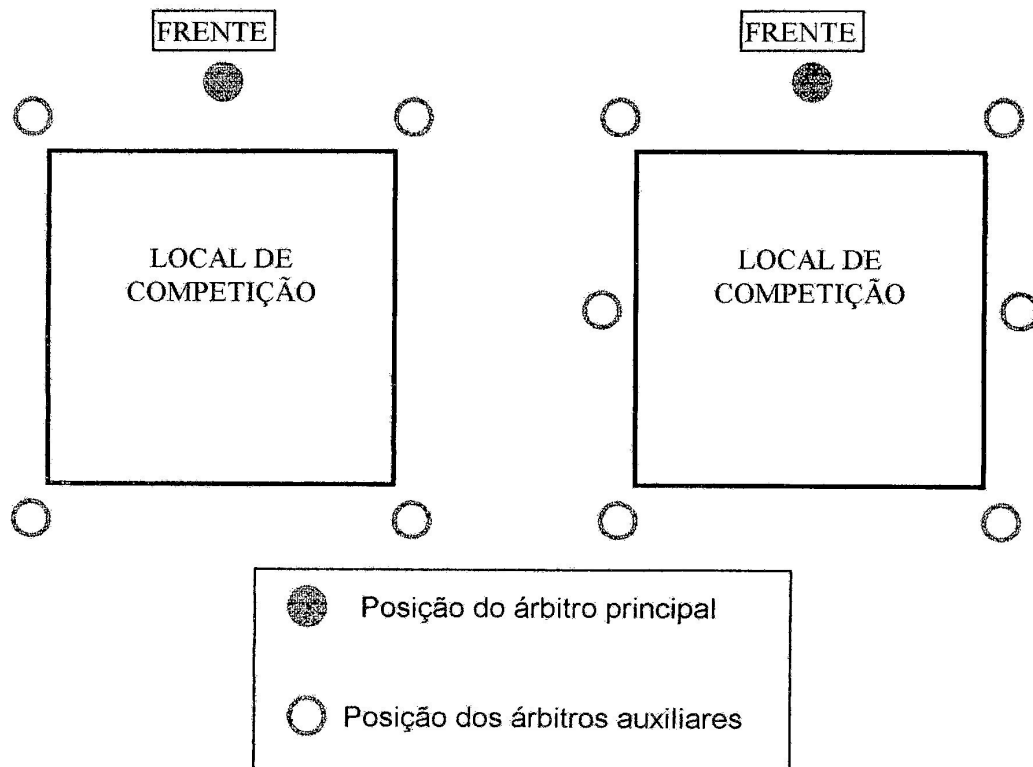 FRENTE
FRENTE
LOCAL DE
COMPETIÇÃO
LOCAL DE
COMPETIÇÃO
Posição do árbitro principal
Posição dos árbitros auxiliares